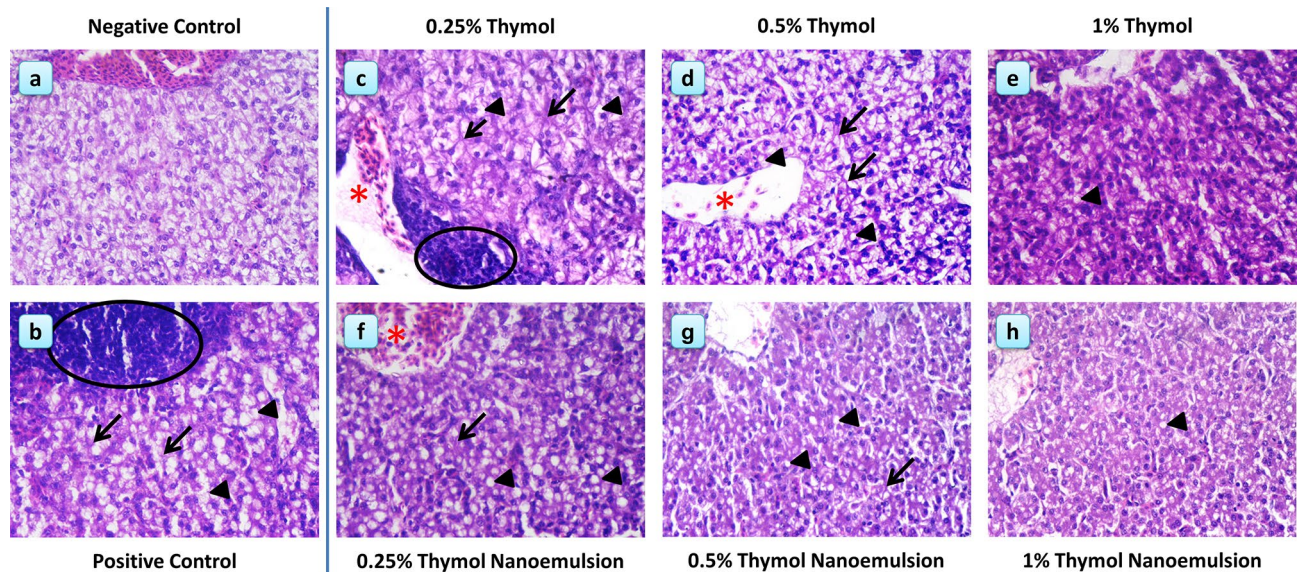 Negative Control
0.25% Thymol
0.5% Thymol
1% Thymol
a
c
d
e
*
*
b
f
g
h
*
Positive Control
0.25% Thymol Nanoemulsion
0.5% Thymol Nanoemulsion
1% Thymol Nanoemulsion